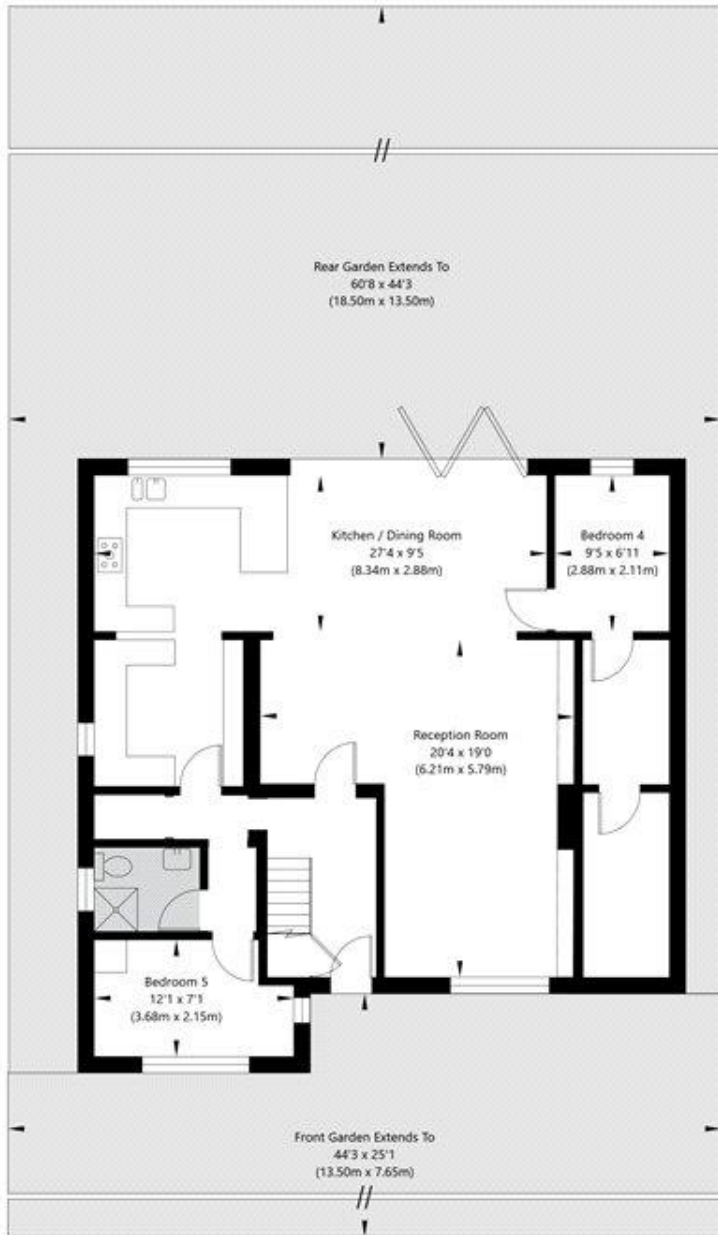 Rear Garden Extends To
60'8 x 44'3
(18.50m x 13.50m)
Kitchen / Dining Room
27'4 x 9'5
(8.34m x 2.88m)
Bedroom 4
9'5 x 6'11
(2.88m x 2.11m)
Reception Room
20'4 x 19'0
(6.21m x 5.79m)
Bedroom 5
12'1 x 7'1
(3.68m x 2.15m)
Front Garden Extends To
44'3 x 25'1
(13.50m x 7.65m)